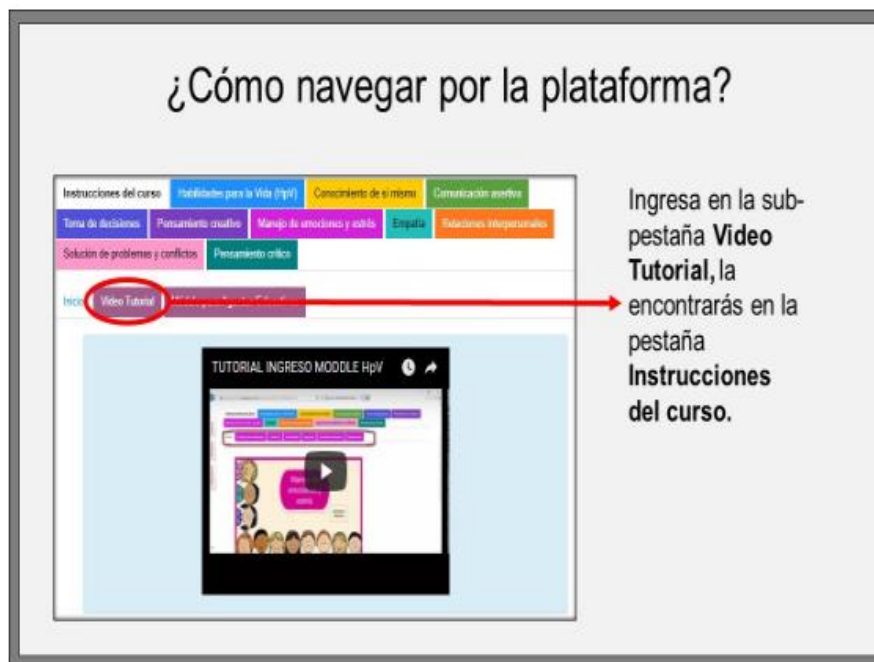 ¿Cómo navegar por la plataforma?
Instrucciones del curso Habilidades para la Vida (HpV) Conocimiento de si mismo Comunicación asertiva
Toma de decisiones Pensamiento creativo Manejo de emociones y estrés Empatía Relaciones interpersonales
Solución de problemas y conflictos Pensamiento crítico
Inicio Video Tutorial
TUTORIAL INGRESO MODDLE HpV
Ingresa en la sub-
pestaña Video
Tutorial, la
encontrarás en la
pestaña
Instrucciones
del curso.